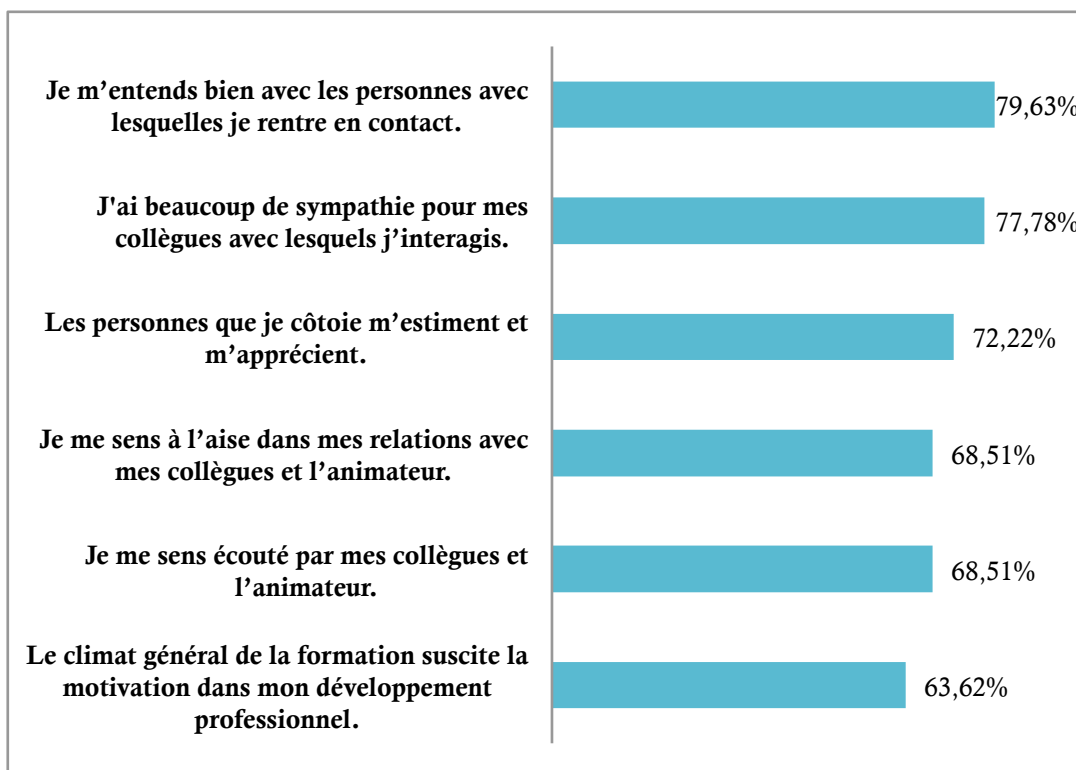 Je m’entends bien avec les personnes avec
lesquelles je rentre en contact.
79,63%
J'ai beaucoup de sympathie pour mes
collègues avec lesquels j’interagis.
77,78%
Les personnes que je côtoie m’estiment et
m’apprécient.
72,22%
Je me sens à l’aise dans mes relations avec
mes collègues et l’animateur.
68,51%
Je me sens écouté par mes collègues et
l’animateur.
68,51%
Le climat général de la formation suscite la
motivation dans mon développement
professionnel.
63,62%